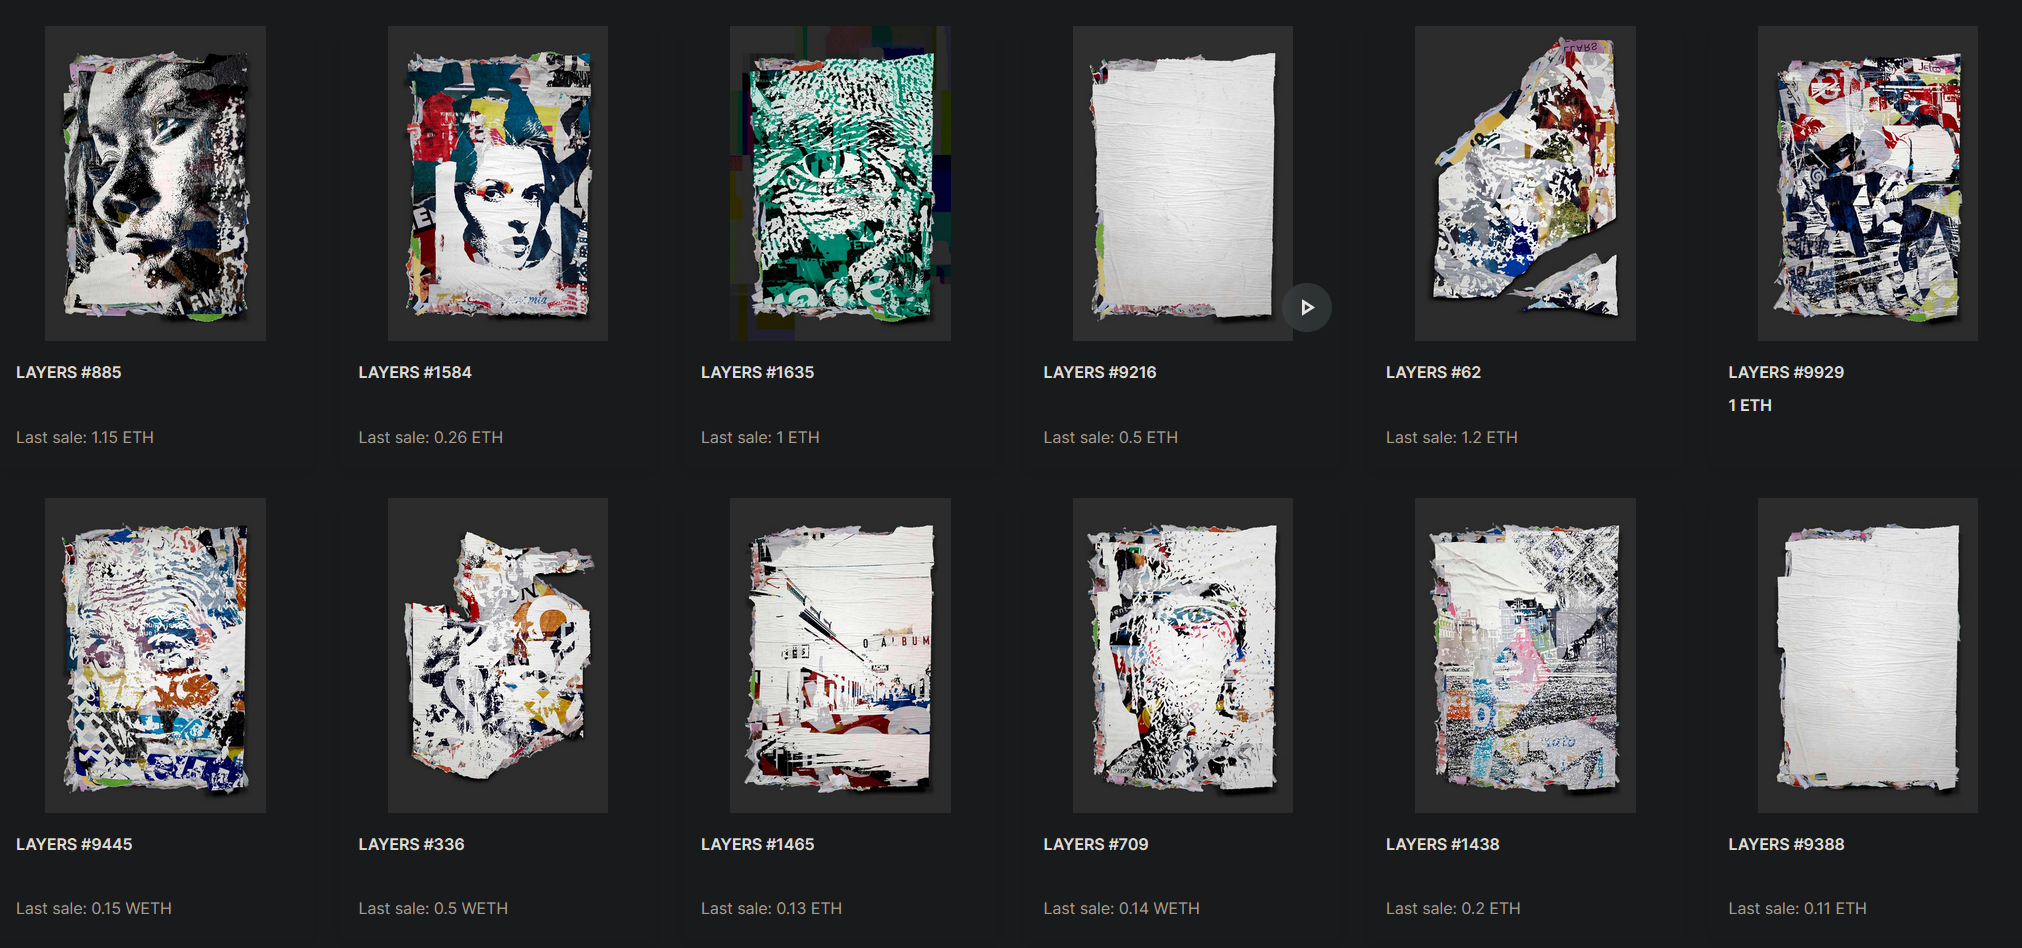 LAYERS #885
Last sale: 1.15 ETH
LAYERS #1584
Last sale: 0.26 ETH
LAYERS #1635
Last sale: 1 ETH
LAYERS #9216
Last sale: 0.5 ETH
LAYERS #62
Last sale: 1.2 ETH
LAYERS #9929
1 ETH
O ALBUM
LAYERS #9445
Last sale: 0.15 WETH
LAYERS #336
Last sale: 0.5 WETH
LAYERS #1465
Last sale: 0.13 ETH
LAYERS #709
Last sale: 0.14 WETH
LAYERS #1438
Last sale: 0.2 ETH
LAYERS #9388
Last sale: 0.11 ETH